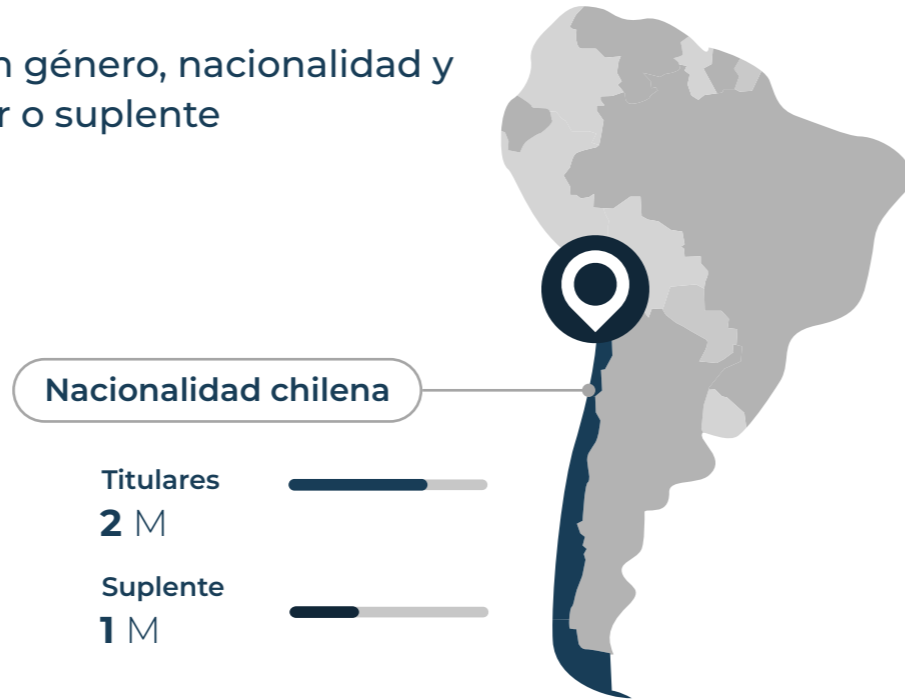 n género, nacionalidad y
r o suplente
Nacionalidad chilena
Titulares
2 M
Suplente
1 M